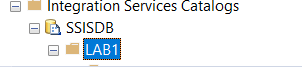 Integration Services Catalogs
SSISDB
LAB1